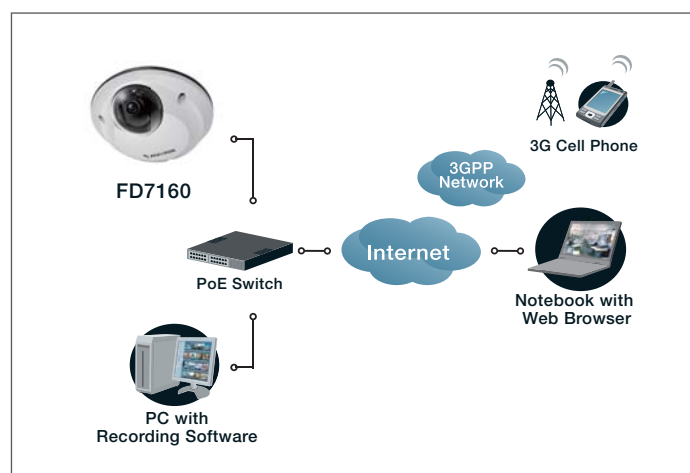 FD7160
3G Cell Phone
3GPP
Network
Internet
PoE Switch
Notebook with
Web Browser
PC with
Recording Software